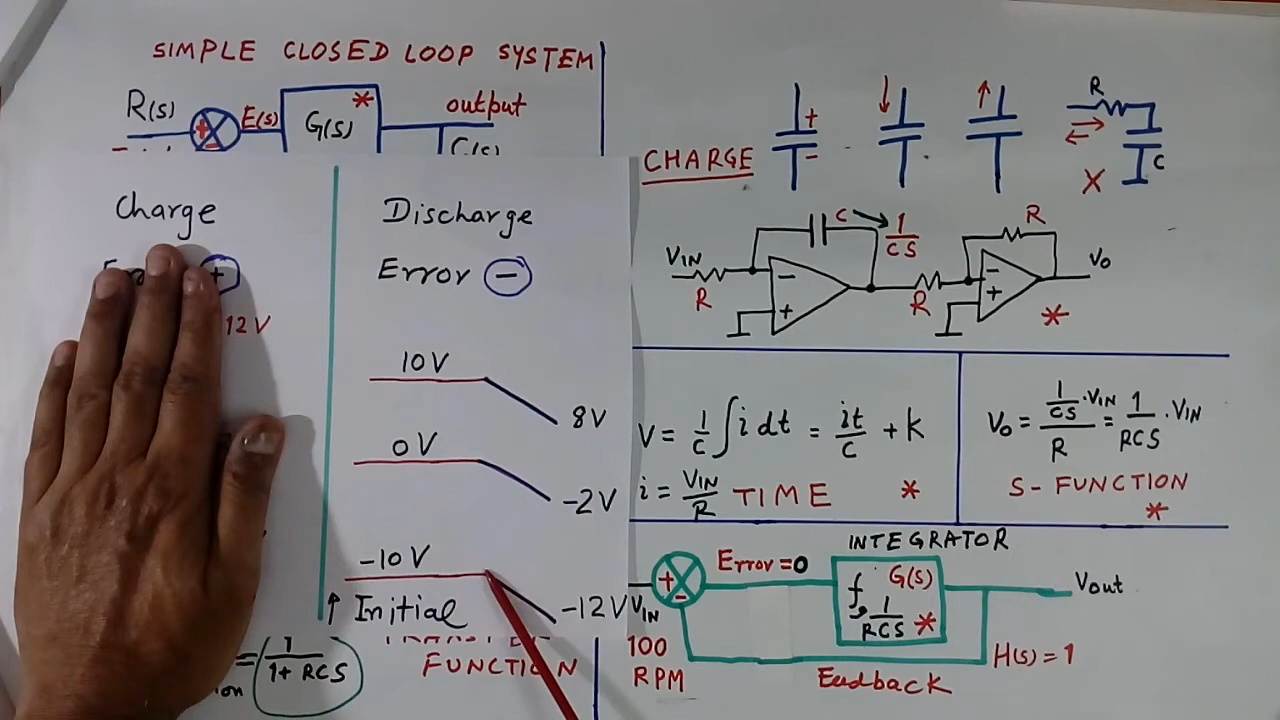 SIMPLE CLOSED LOOP SYSTEM
R(s)
+
-
E(s)
G(s)
*
output
C(s)
Charge
+
12V
Discharge
Error -
10V
8V
0V
-2V
-10V
-12V
↑ Initial
FUNCTION
= 1/(1+RCS)
CHARGE
+
-
R
C
X
VIN
R
C
1/CS
-
+
R
R
-
+
Vo
*
V = 1/C ∫ i dt = it/C + K
i = VIN/R TIME *
Vo = (1/CS · VIN)/R = 1/RCS · VIN
S-FUNCTION
*
INTEGRATOR
VIN
+
-
Error = 0
∫, G(s)
1/RCS *
Vout
100
RPM
Feedback
H(s) = 1